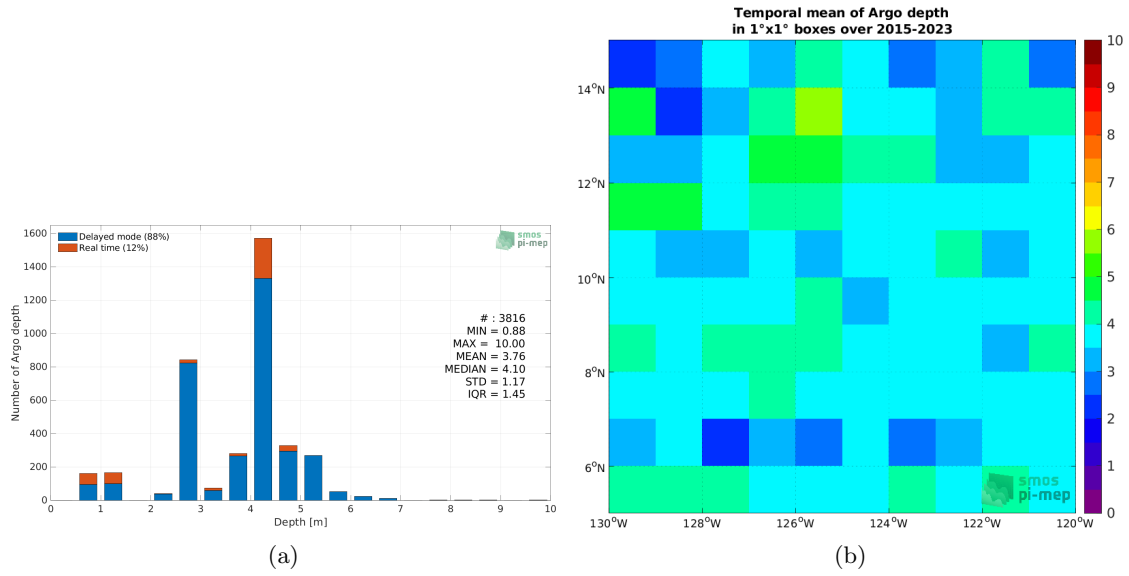 Delayed mode (88%)
Real time (12%)
smos
pi-mep
# : 3816
MIN = 0.88
MAX = 10.00
MEAN = 3.76
MEDIAN = 4.10
STD = 1.17
IQR = 1.45
Number of Argo depth
1600
1400
1200
1000
800
600
400
200
0
0 1 2 3 4 5 6 7 8 9 10
Depth [m]
(a)
Temporal mean of Argo depth
in 1°x1° boxes over 2015-2023
14°N
12°N
10°N
8°N
6°N
130°W 128°W 126°W 124°W 122°W 120°W
smos
pi-mep
10
9
8
7
6
5
4
3
2
1
0
(b)